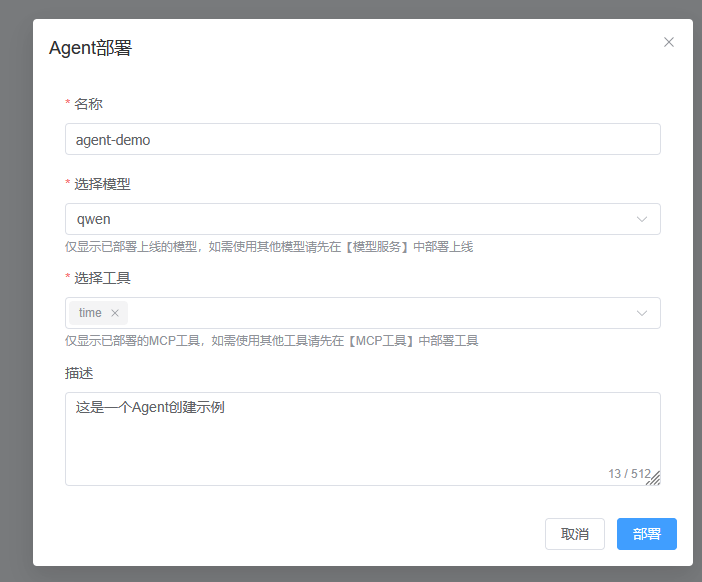 Agent部署
* 名称
agent-demo
* 选择模型
qwen
仅显示已部署上线的模型，如需使用其他模型请先在【模型服务】中部署上线
* 选择工具
time
仅显示已部署的MCP工具，如需使用其他工具请先在【MCP工具】中部署工具
描述
这是一个Agent创建示例
13 / 512
取消 部署